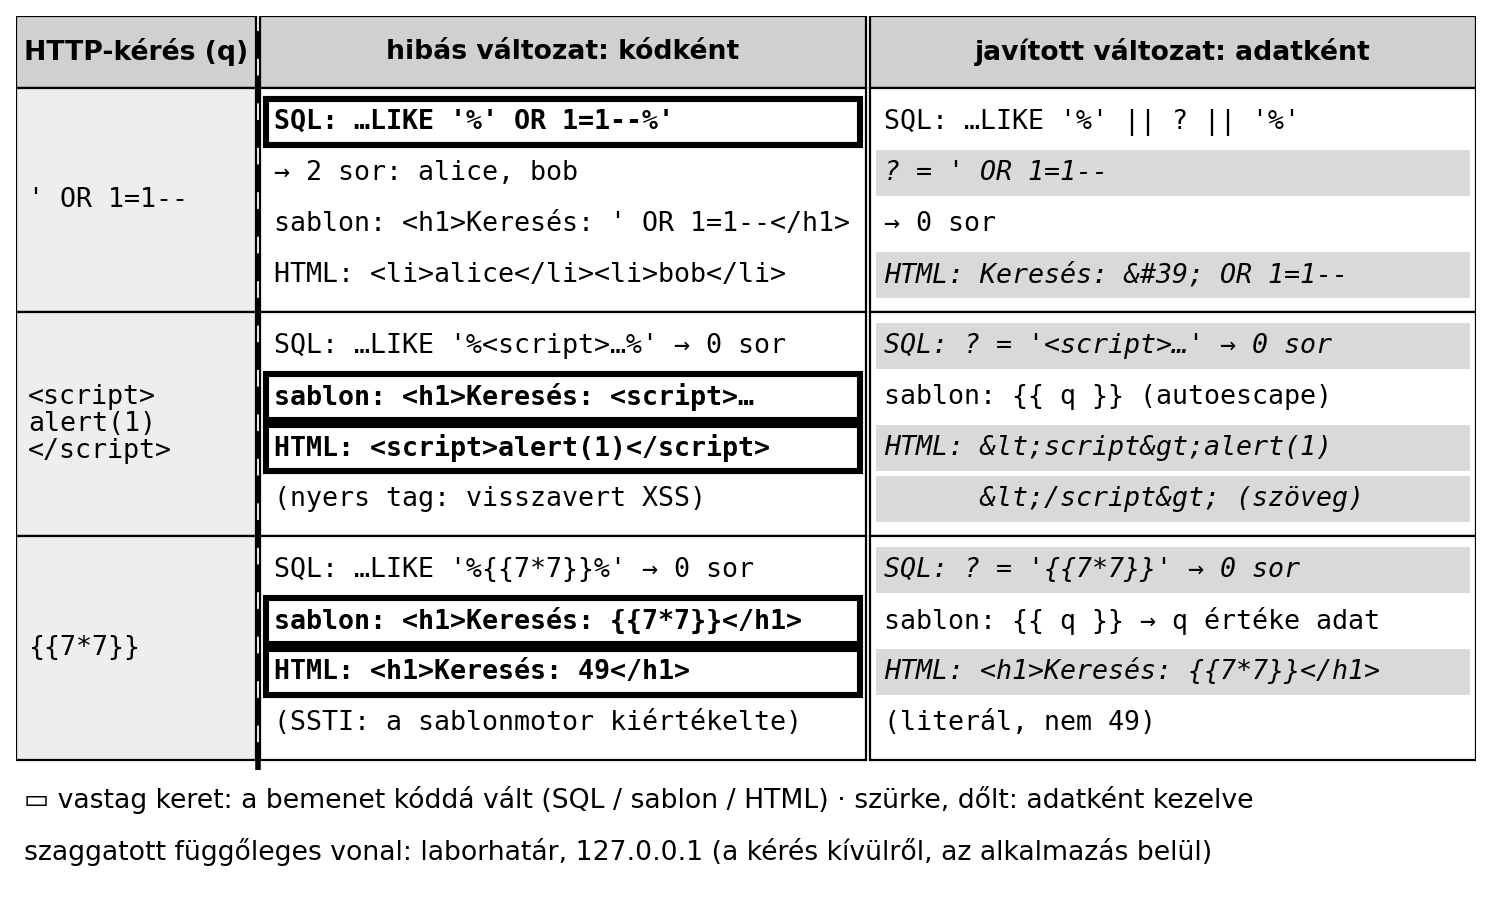 HTTP-kérés (q)
hibás változat: kódként
javított változat: adatként
' OR 1=1--
SQL: …LIKE '%' OR 1=1--%'
→ 2 sor: alice, bob
sablon: <h1>Keresés: ' OR 1=1--</h1>
HTML: <li>alice</li><li>bob</li>
SQL: …LIKE '%' || ? || '%'
? = ' OR 1=1--
→ 0 sor
HTML: Keresés: &#39; OR 1=1--
<script>
alert(1)
</script>
SQL: …LIKE '%<script>…%' → 0 sor
sablon: <h1>Keresés: <script>…
HTML: <script>alert(1)</script>
(nyers tag: visszavert XSS)
SQL: ? = '<script>…' → 0 sor
sablon: {{ q }} (autoescape)
HTML: &lt;script&gt;alert(1)
&lt;/script&gt; (szöveg)
{{7*7}}
SQL: …LIKE '%{{7*7}}%' → 0 sor
sablon: <h1>Keresés: {{7*7}}</h1>
HTML: <h1>Keresés: 49</h1>
(SSTI: a sablonmotor kiértékelte)
SQL: ? = '{{7*7}}' → 0 sor
sablon: {{ q }} → q értéke adat
HTML: <h1>Keresés: {{7*7}}</h1>
(literál, nem 49)
▭ vastag keret: a bemenet kóddá vált (SQL / sablon / HTML) · szürke, dőlt: adatként kezelve
szaggatott függőleges vonal: laborhatár, 127.0.0.1 (a kérés kívülről, az alkalmazás belül)